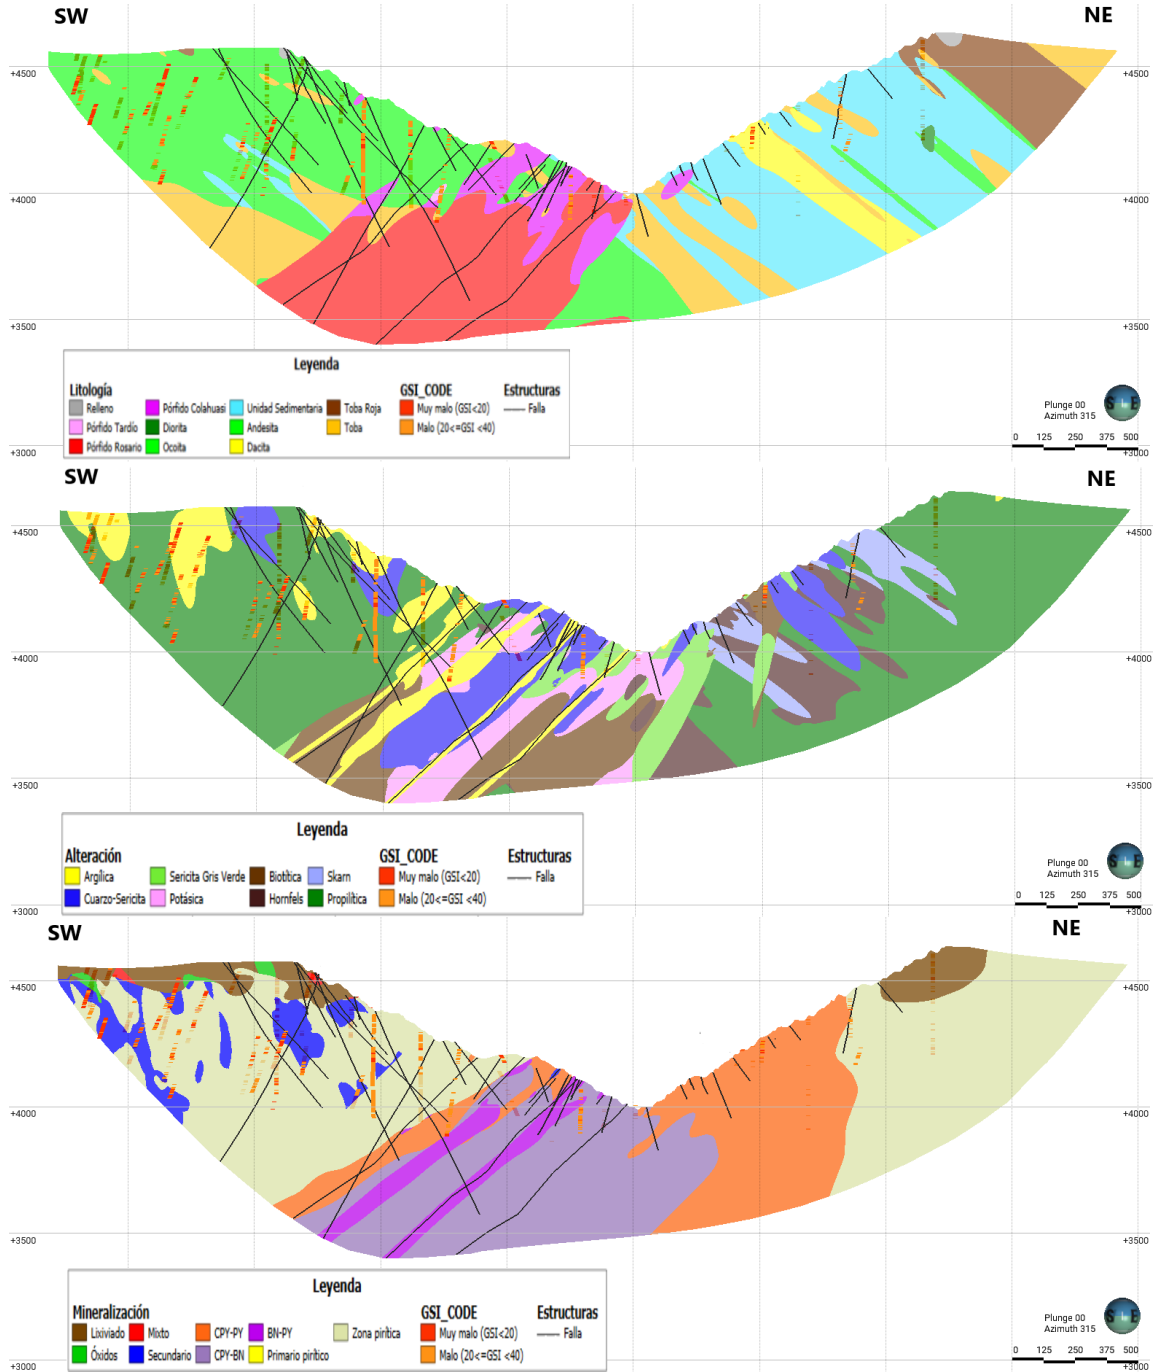 SW NE
+4500 +4500
+4000 +4000
+3500 +3500
Leyenda
Litología GSI_CODE Estructuras
Relleno Pórfido Colahuasi Unidad Sedimentaria Toba Roja Muy malo (GSI<20) Falla
Pórfido Tardío Diorita Andesita Toba Malo (20<=GSI <40)
Pórfido Rosario Ocoita Dacita
Plunge 00
Azimuth 315
S E
0 125 250 375 500
+3000 +3000
SW NE
+4500 +4500
+4000 +4000
+3500 +3500
Leyenda
Alteración GSI_CODE Estructuras
Argílica Sericita Gris Verde Biotítica Skarn Muy malo (GSI<20) Falla
Cuarzo-Sericita Potásica Hornfels Propilítica Malo (20<=GSI <40)
Plunge 00
Azimuth 315
S E
0 125 250 375 500
+3000 +3000
SW NE
+4500 +4500
+4000 +4000
+3500 +3500
Leyenda
Mineralización GSI_CODE Estructuras
Lixiviado Mixto CPY-PY BN-PY Zona pirítica Muy malo (GSI<20) Falla
Óxidos Secundario CPY-BN Primario pirítico Malo (20<=GSI <40)
Plunge 00
Azimuth 315
S E
0 125 250 375 500
+3000 +3000